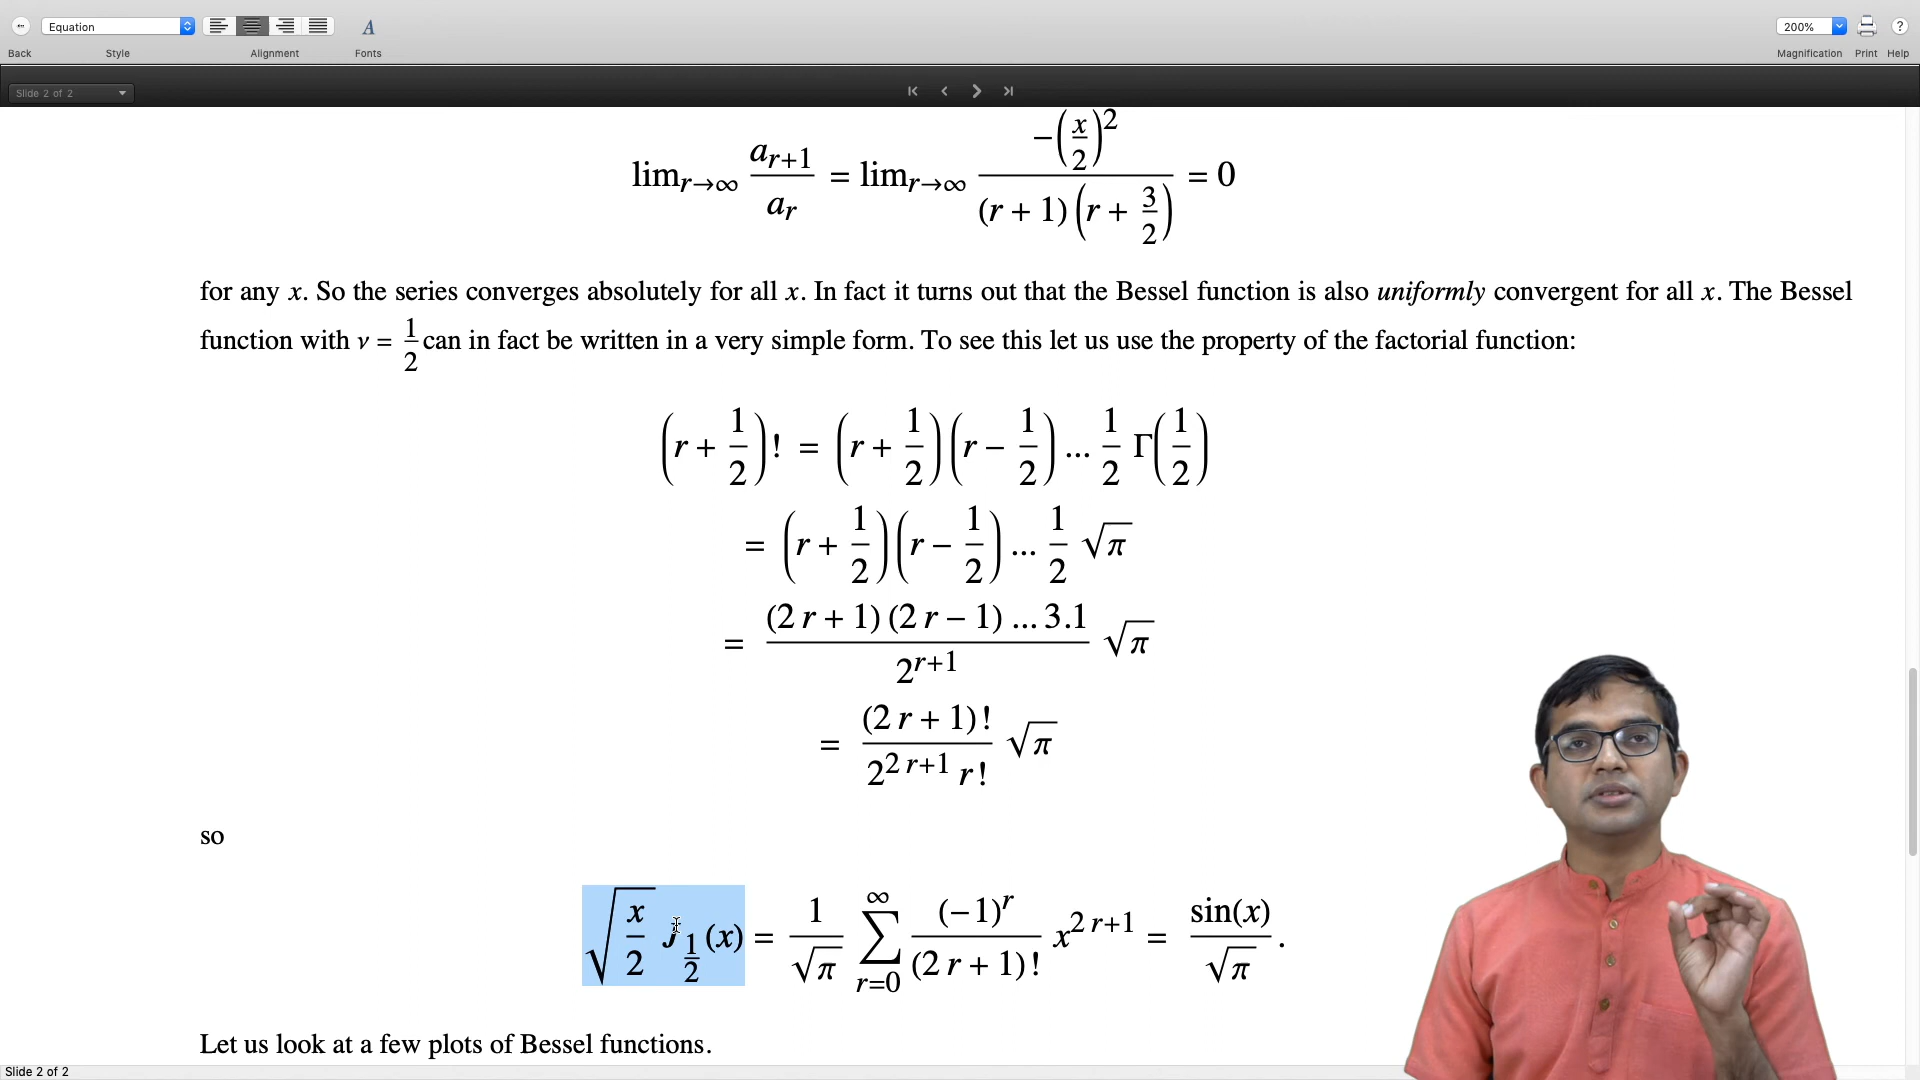 Equation
200%
Back Style Alignment Fonts Magnification Print Help
Slide 2 of 2
lim_{r→∞} a_{r+1}/a_r = lim_{r→∞} −(x/2)^2 / ((r + 1)(r + 3/2)) = 0
for any x. So the series converges absolutely for all x. In fact it turns out that the Bessel function is also uniformly convergent for all x. The Bessel
function with ν = 1/2 can in fact be written in a very simple form. To see this let us use the property of the factorial function:
(r + 1/2)! = (r + 1/2)(r − 1/2) ... 1/2 Γ(1/2)
= (r + 1/2)(r − 1/2) ... 1/2 √π
= (2 r + 1) (2 r − 1) ... 3.1 / 2^{r+1} √π
= (2 r + 1)! / (2^{2 r+1} r!) √π
so
√(x/2) J_{1/2}(x) = 1/√π ∑_{r=0}^{∞} (−1)^r / (2 r + 1)! x^{2 r+1} = sin(x)/√π .
Let us look at a few plots of Bessel functions.
Slide 2 of 2